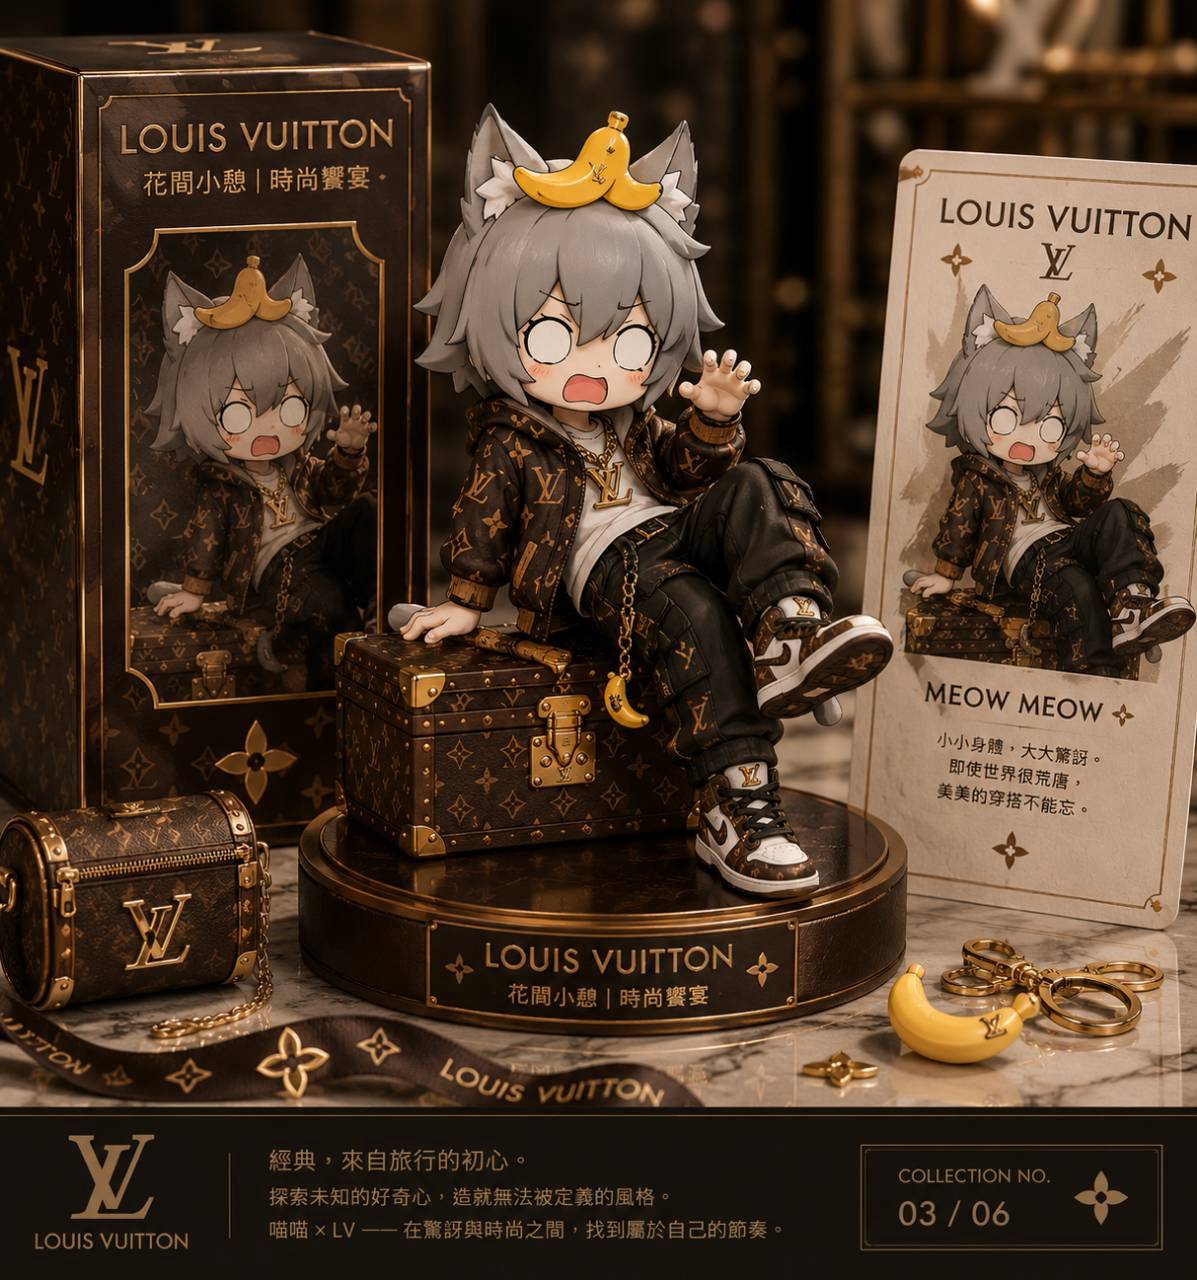 LOUIS VUITTON
花間小憩 | 時尚饗宴
LV
LOUIS VUITTON
LV
MEOW MEOW
小小身體，大大驚訝。
即使世界很荒唐，
美美的穿搭不能忘。
LV
LOUIS VUITTON
花間小憩 | 時尚饗宴
LOUIS VUITTON
LV
LOUIS VUITTON
經典，來自旅行的初心。
探索未知的好奇心，造就無法被定義的風格。
喵喵 × LV —— 在驚訝與時尚之間，找到屬於自己的節奏。
COLLECTION NO.
03 / 06